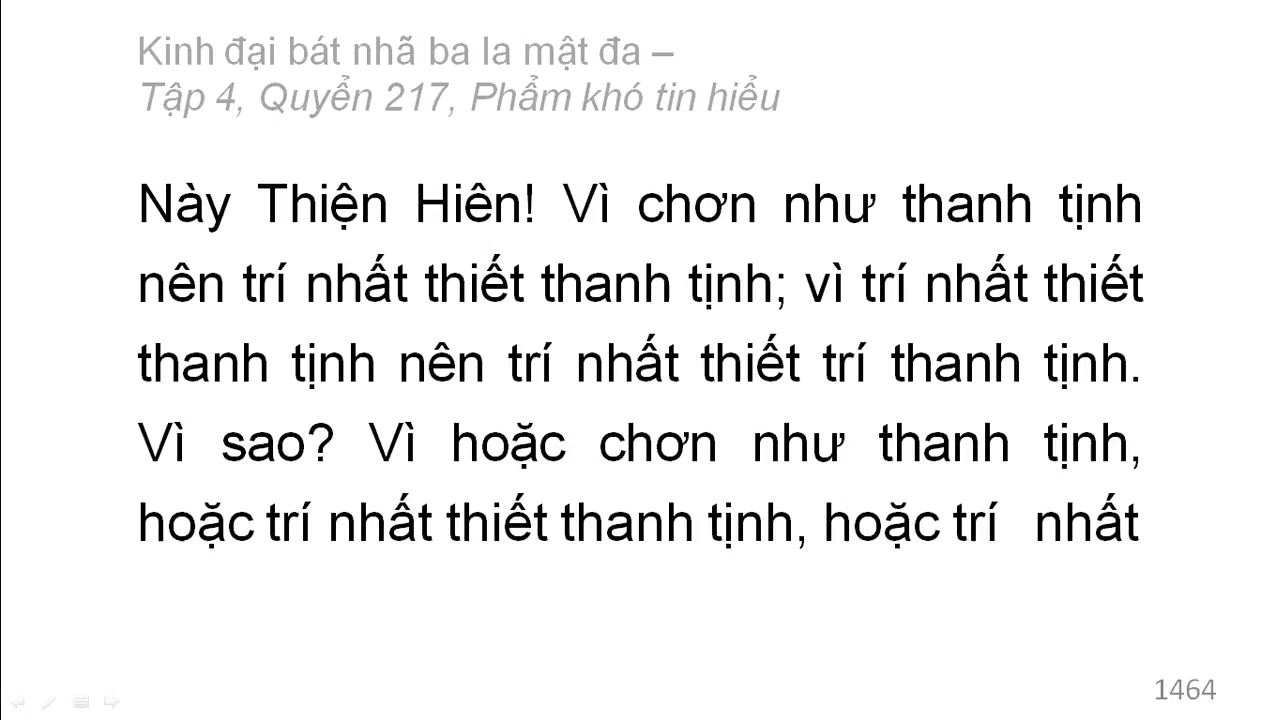 Kinh đại bát nhã ba la mật đa –
Tập 4, Quyển 217, Phẩm khó tin hiểu
Này Thiện Hiên! Vì chơn như thanh tịnh
nên trí nhất thiết thanh tịnh; vì trí nhất thiết
thanh tịnh nên trí nhất thiết trí thanh tịnh.
Vì sao? Vì hoặc chơn như thanh tịnh,
hoặc trí nhất thiết thanh tịnh, hoặc trí nhất
1464